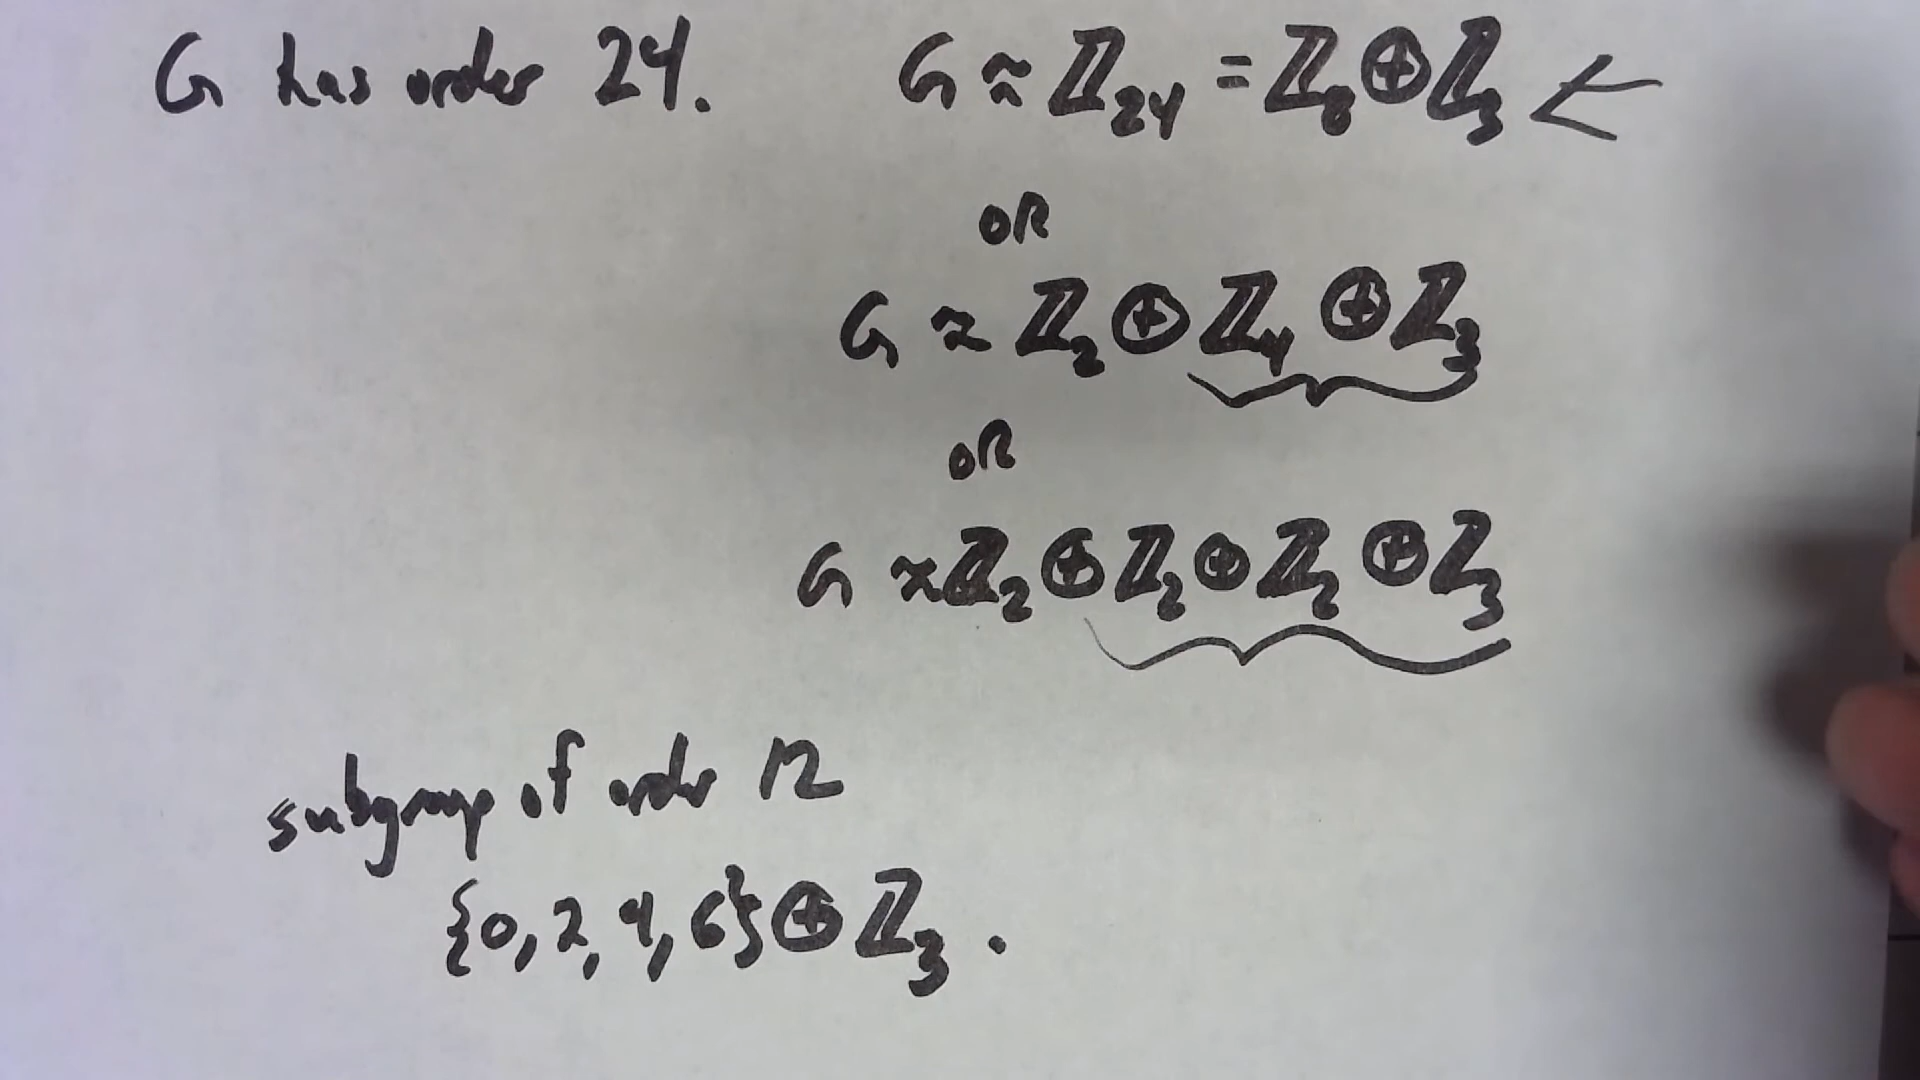 G has order 24. G ≈ ℤ₂₄ = ℤ₈ ⊕ ℤ₃ ←
OR
G ≈ ℤ₂ ⊕ ℤ₄ ⊕ ℤ₃
OR
G ≈ ℤ₂ ⊕ ℤ₂ ⊕ ℤ₂ ⊕ ℤ₃
subgroup of order 12
{0, 2, 4, 6} ⊕ ℤ₃.